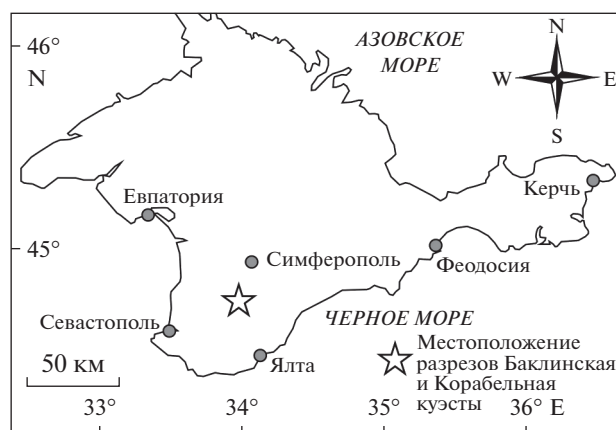 46°
N
АЗОВСКОЕ
МОРЕ
N
W
E
S
Евпатория
Керчь
45°
Симферополь
Феодосия
Севастополь
ЧЕРНОЕ МОРЕ
50 км
Ялта
Местоположение
разрезов Баклинская
и Корабельная
куэсты
33°
34°
35°
36° E